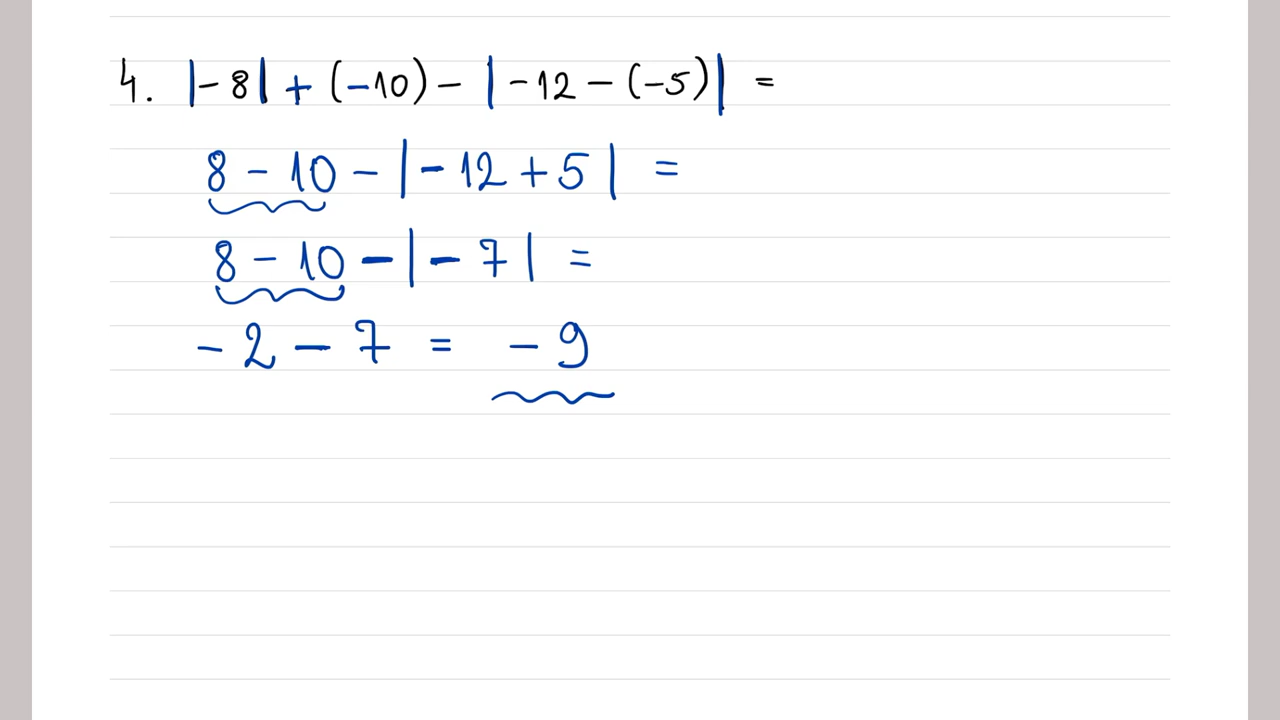 4. |-8| + (-10) - |-12 - (-5)| =
8 - 10 - |-12 + 5| =
8 - 10 - |-7| =
-2 - 7 = -9